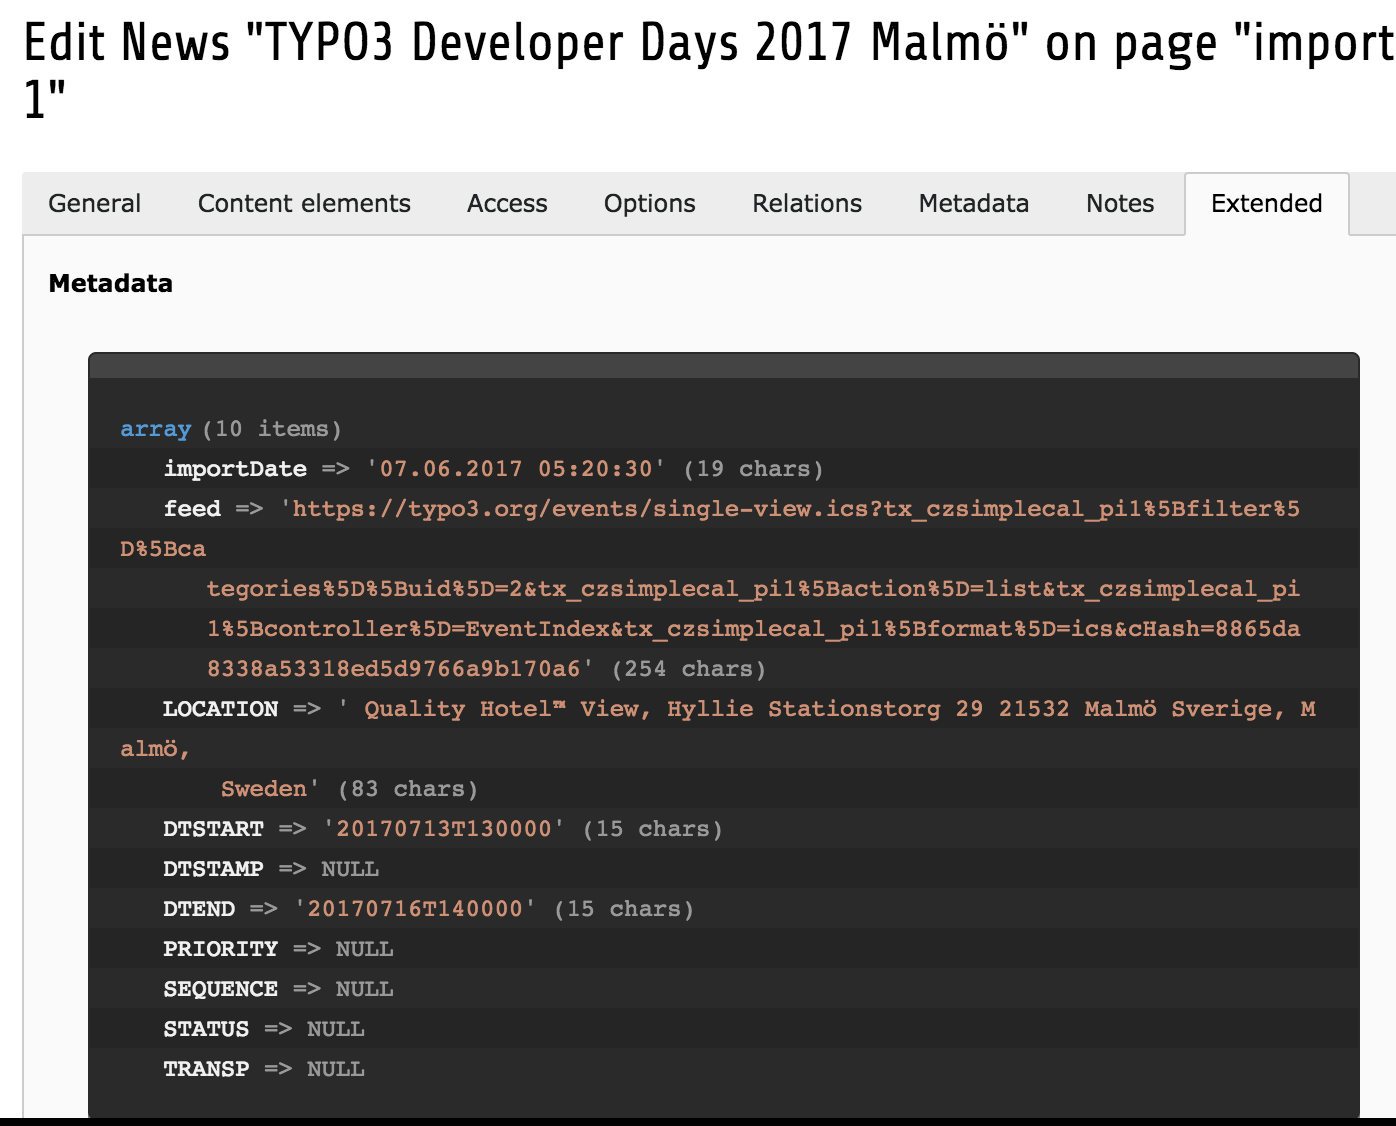 Edit News "TYPO3 Developer Days 2017 Malmö" on page "import
1"
General Content elements Access Options Relations Metadata Notes Extended
Metadata
array (10 items)
importDate => '07.06.2017 05:20:30' (19 chars)
feed => 'https://typo3.org/events/single-view.ics?tx_czsimplecal_pi1%5Bfilter%5
D%5Bca
tegories%5D%5Buid%5D=2&tx_czsimplecal_pi1%5Baction%5D=list&tx_czsimplecal_pi
1%5Bcontroller%5D=EventIndex&tx_czsimplecal_pi1%5Bformat%5D=ics&cHash=8865da
8338a53318ed5d9766a9b170a6' (254 chars)
LOCATION => ' Quality Hotel™ View, Hyllie Stationstorg 29 21532 Malmö Sverige, M
almö,
Sweden' (83 chars)
DTSTART => '20170713T130000' (15 chars)
DTSTAMP => NULL
DTEND => '20170716T140000' (15 chars)
PRIORITY => NULL
SEQUENCE => NULL
STATUS => NULL
TRANSP => NULL